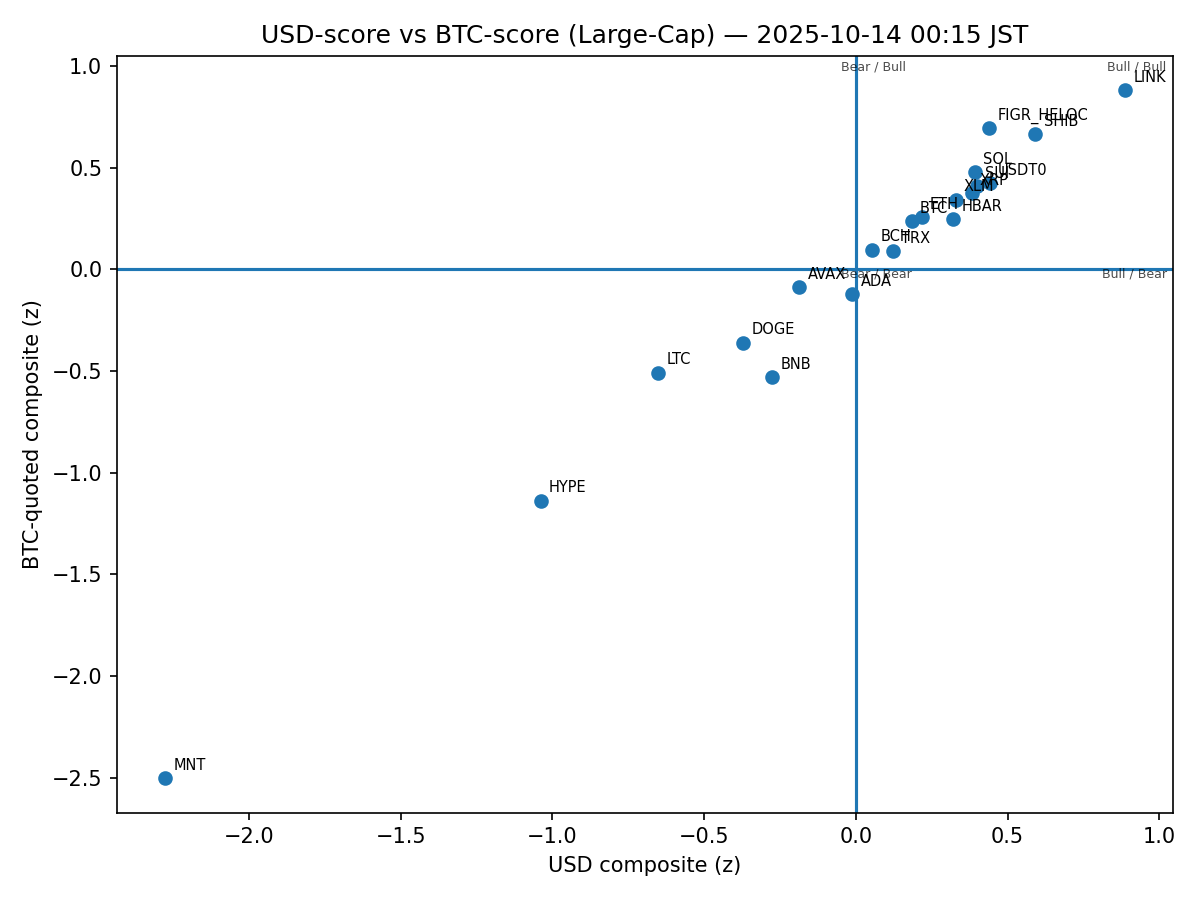 USD-score vs BTC-score (Large-Cap) — 2025-10-14 00:15 JST
Bear / Bull
Bull / Bull
LINK
FIGR_HELOC
SHIB
SOL
SUI
USDT0
XRP
XLM
ETH
BTC
HBAR
BCH
TRX
AVAX
Bear / Bear
ADA
Bull / Bear
DOGE
LTC
BNB
HYPE
MNT
1.0
0.5
0.0
−0.5
−1.0
−1.5
−2.0
−2.5
BTC-quoted composite (z)
−2.0
−1.5
−1.0
−0.5
0.0
0.5
1.0
USD composite (z)